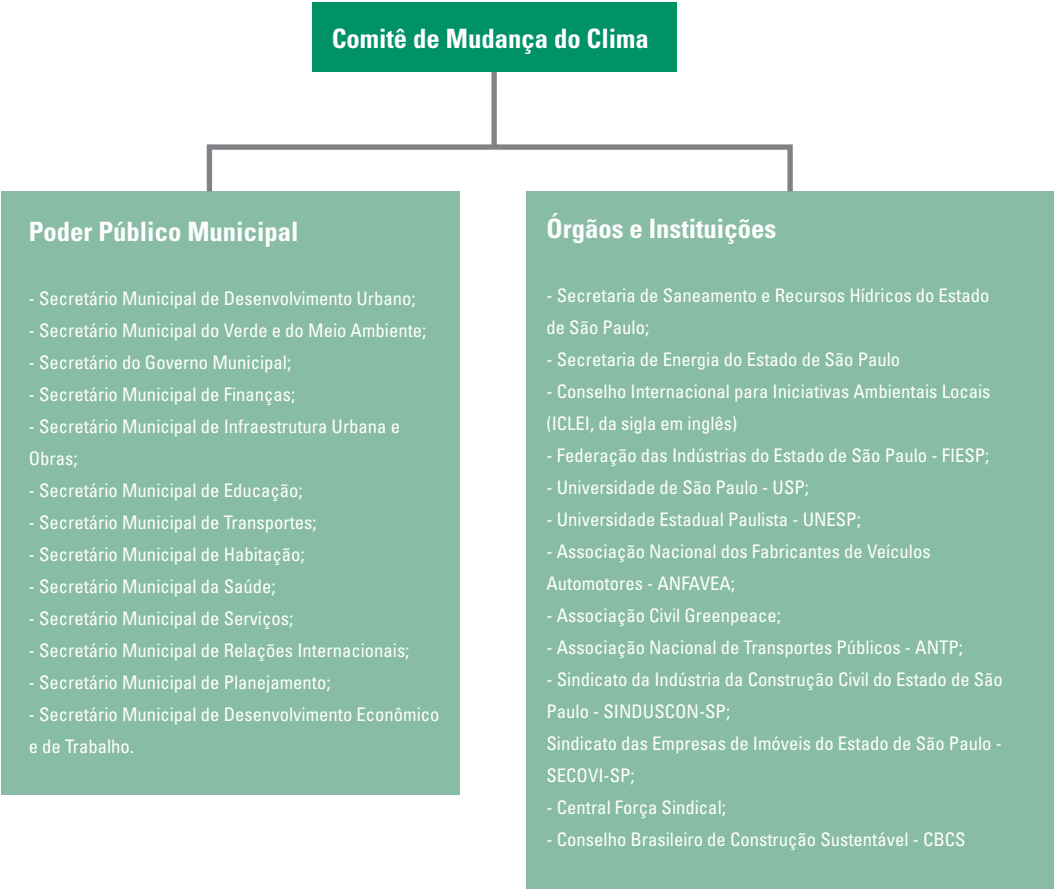 Comitê de Mudança do Clima
Poder Público Municipal
- Secretário Municipal de Desenvolvimento Urbano;
- Secretário Municipal do Verde e do Meio Ambiente;
- Secretário do Governo Municipal;
- Secretário Municipal de Finanças;
- Secretário Municipal de Infraestrutura Urbana e
Obras;
- Secretário Municipal de Educação;
- Secretário Municipal de Transportes;
- Secretário Municipal de Habitação;
- Secretário Municipal da Saúde;
- Secretário Municipal de Serviços;
- Secretário Municipal de Relações Internacionais;
- Secretário Municipal de Planejamento;
- Secretário Municipal de Desenvolvimento Econômico
e de Trabalho.
Órgãos e Instituições
- Secretaria de Saneamento e Recursos Hídricos do Estado
de São Paulo;
- Secretaria de Energia do Estado de São Paulo
- Conselho Internacional para Iniciativas Ambientais Locais
(ICLEI, da sigla em inglês)
- Federação das Indústrias do Estado de São Paulo - FIESP;
- Universidade de São Paulo - USP;
- Universidade Estadual Paulista - UNESP;
- Associação Nacional dos Fabricantes de Veículos
Automotores - ANFAVEA;
- Associação Civil Greenpeace;
- Associação Nacional de Transportes Públicos - ANTP;
- Sindicato da Indústria da Construção Civil do Estado de São
Paulo - SINDUSCON-SP;
Sindicato das Empresas de Imóveis do Estado de São Paulo -
SECOVI-SP;
- Central Força Sindical;
- Conselho Brasileiro de Construção Sustentável - CBCS